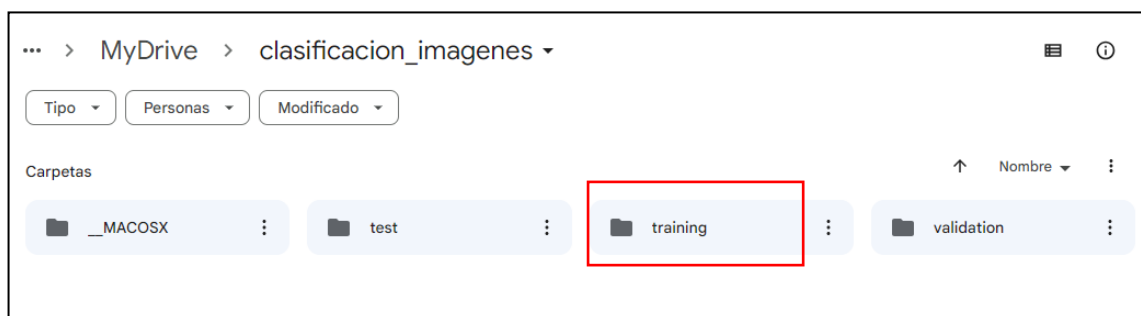 MyDrive > clasificacion_imagenes
Tipo Personas Modificado
Carpetas Nombre
__MACOSX test training validation